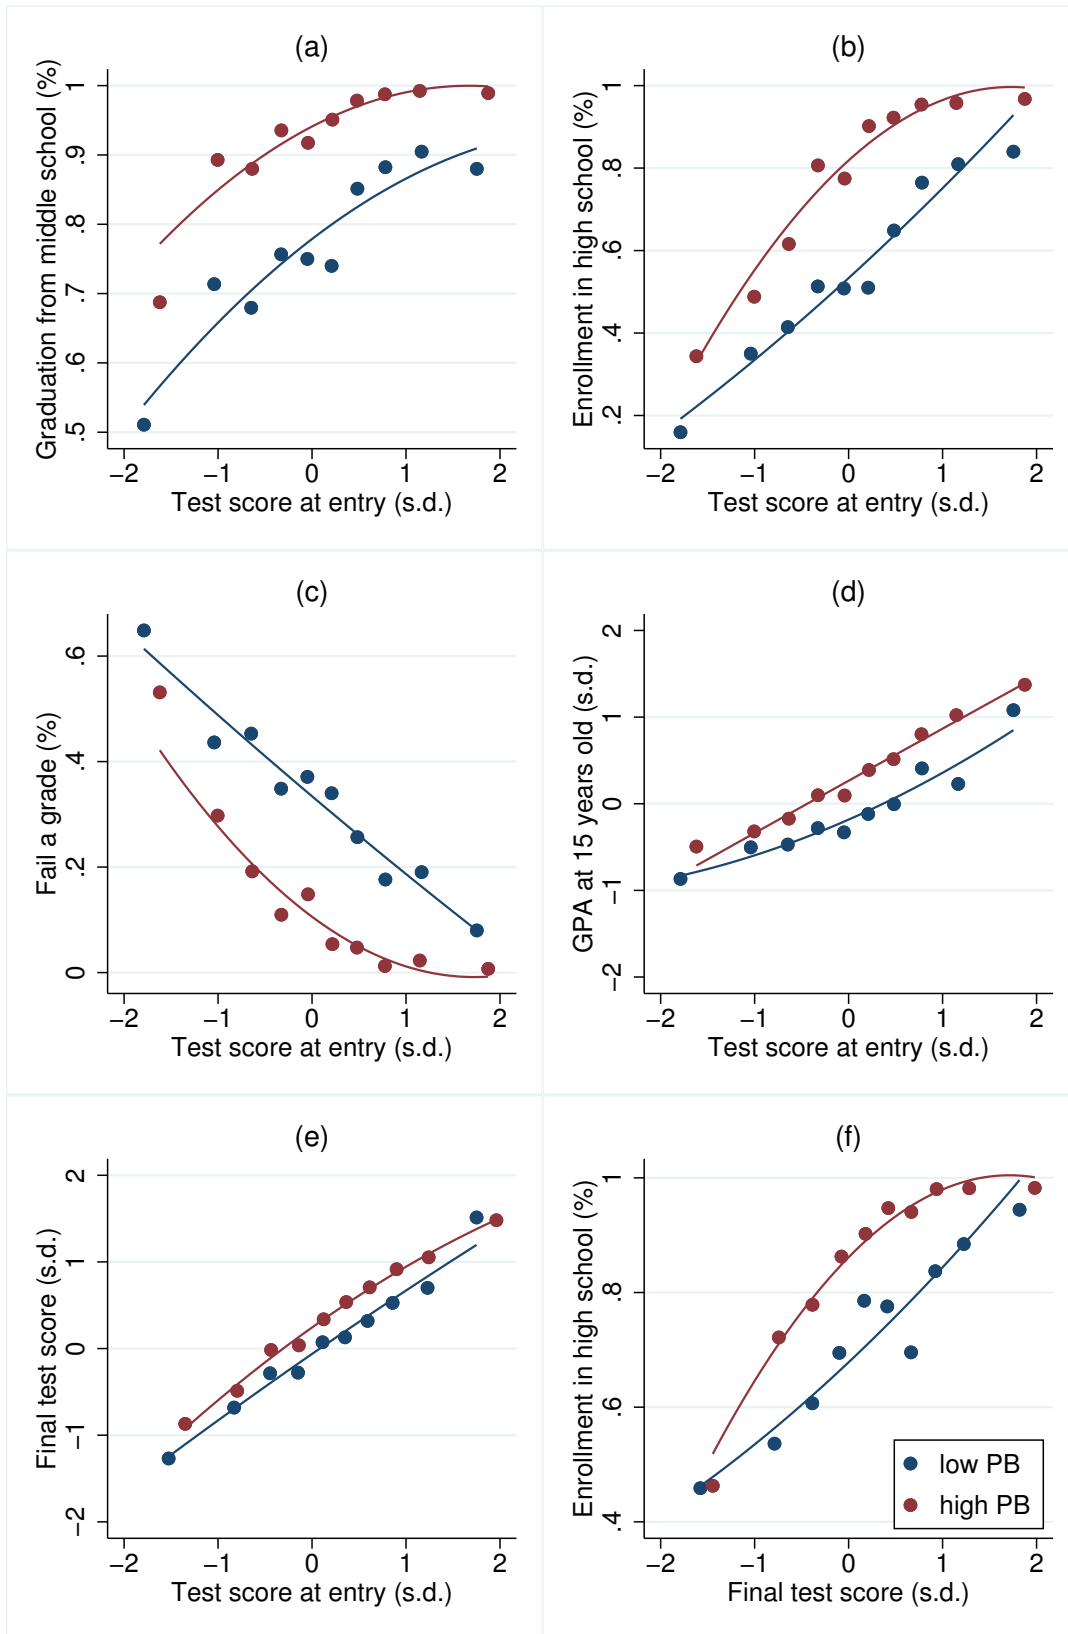 (a)
Graduation from middle school (%)
1
.9
.8
.7
.6
.5
−2 −1 0 1 2
Test score at entry (s.d.)
(b)
Enrollment in high school (%)
1
.8
.6
.4
.2
−2 −1 0 1 2
Test score at entry (s.d.)
(c)
Fail a grade (%)
.6
.4
.2
0
−2 −1 0 1 2
Test score at entry (s.d.)
(d)
GPA at 15 years old (s.d.)
2
1
0
−1
−2
−2 −1 0 1 2
Test score at entry (s.d.)
(e)
Final test score (s.d.)
2
1
0
−1
−2
−2 −1 0 1 2
Test score at entry (s.d.)
(f)
Enrollment in high school (%)
1
.8
.6
.4
low PB
high PB
−2 −1 0 1 2
Final test score (s.d.)